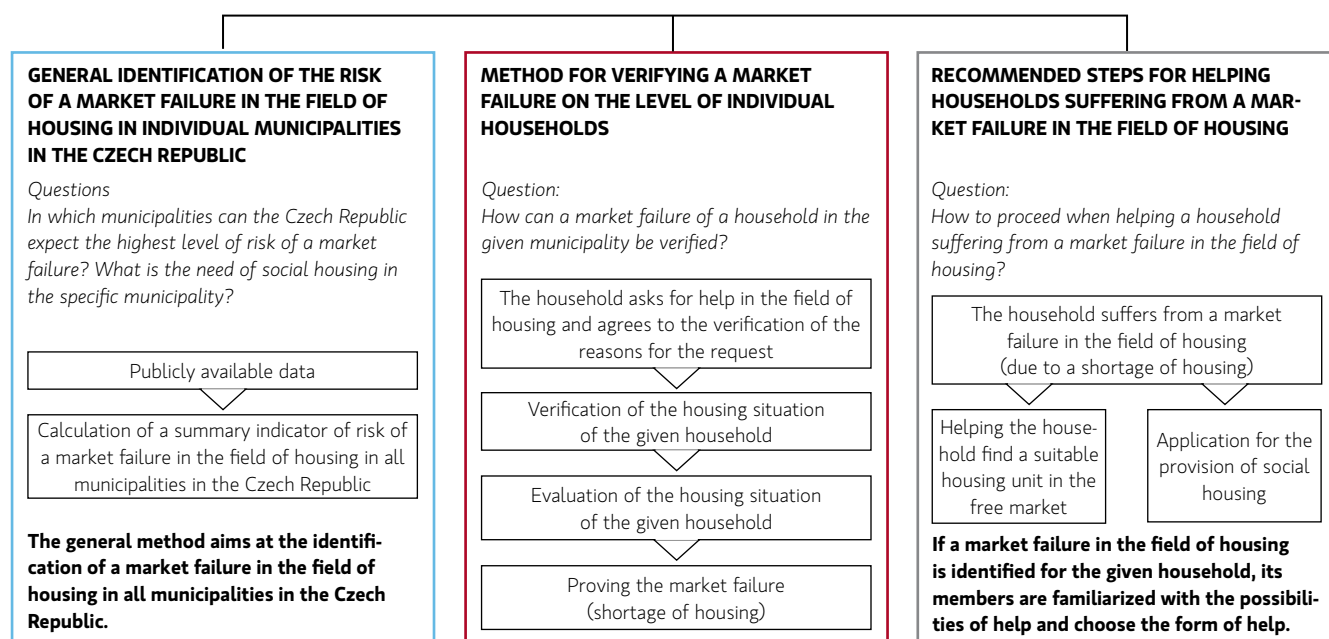 GENERAL IDENTIFICATION OF THE RISK
OF A MARKET FAILURE IN THE FIELD OF
HOUSING IN INDIVIDUAL MUNICIPALITIES
IN THE CZECH REPUBLIC
Questions
In which municipalities can the Czech Republic
expect the highest level of risk of a market
failure? What is the need of social housing in
the specific municipality?
Publicly available data
Calculation of a summary indicator of risk of
a market failure in the field of housing in all
municipalities in the Czech Republic
The general method aims at the identifi-
cation of a market failure in the field of
housing in all municipalities in the Czech
Republic.
METHOD FOR VERIFYING A MARKET
FAILURE ON THE LEVEL OF INDIVIDUAL
HOUSEHOLDS
Question:
How can a market failure of a household in the
given municipality be verified?
The household asks for help in the field of
housing and agrees to the verification of the
reasons for the request
Verification of the housing situation
of the given household
Evaluation of the housing situation
of the given household
Proving the market failure
(shortage of housing)
RECOMMENDED STEPS FOR HELPING
HOUSEHOLDS SUFFERING FROM A MAR-
KET FAILURE IN THE FIELD OF HOUSING
Question:
How to proceed when helping a household
suffering from a market failure in the field of
housing?
The household suffers from a market
failure in the field of housing
(due to a shortage of housing)
Helping the house-
hold find a suitable
housing unit in the
free market
Application for the
provision of social
housing
If a market failure in the field of housing
is identified for the given household, its
members are familiarized with the possibili-
ties of help and choose the form of help.